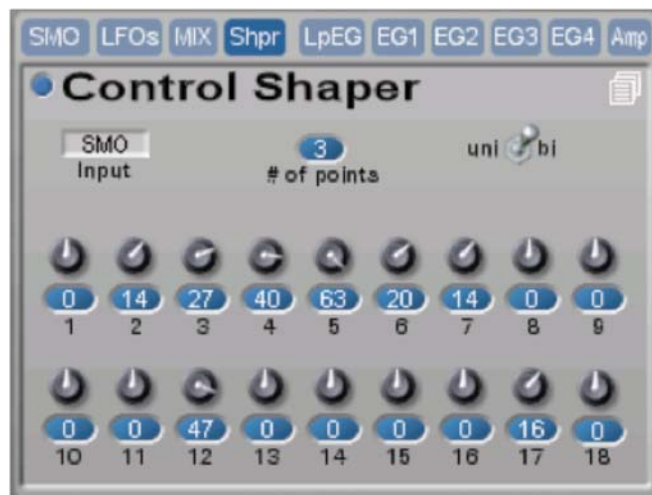 SMO LFOs MIX Shpr LpEG EG1 EG2 EG3 EG4 Amp
Control Shaper
SMO 3 uni bi
Input # of points
0 14 27 40 63 20 14 0 0
1 2 3 4 5 6 7 8 9
0 0 47 0 0 0 0 16 0
10 11 12 13 14 15 16 17 18